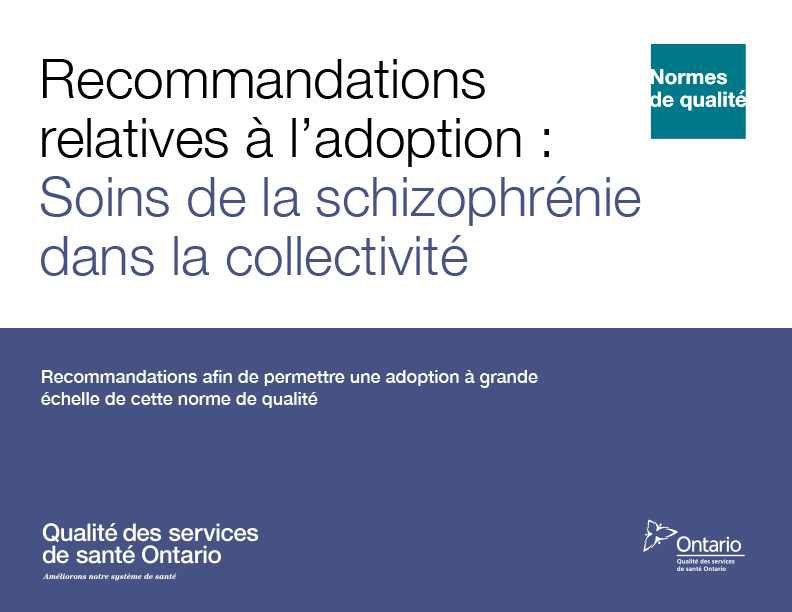 Recommandations
relatives à l’adoption :
Soins de la schizophrénie
dans la collectivité
Normes
de qualité
Recommandations afin de permettre une adoption à grande
échelle de cette norme de qualité
Qualité des services
de santé Ontario
Améliorons notre système de santé
Ontario
Qualité des services
de santé Ontario